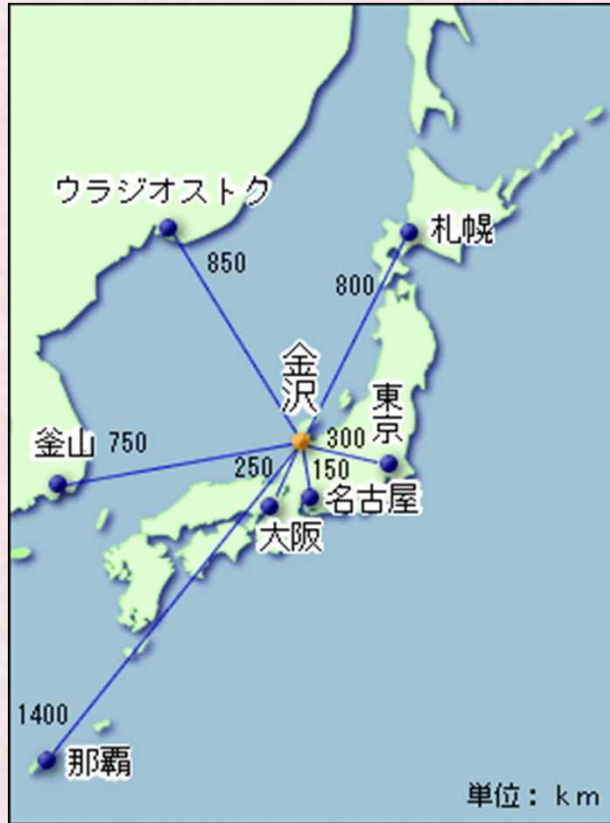 ウラジオストク
850
札幌
800
金沢
東京
300
釜山
750
250
150
名古屋
大阪
1400
那覇
単位：km